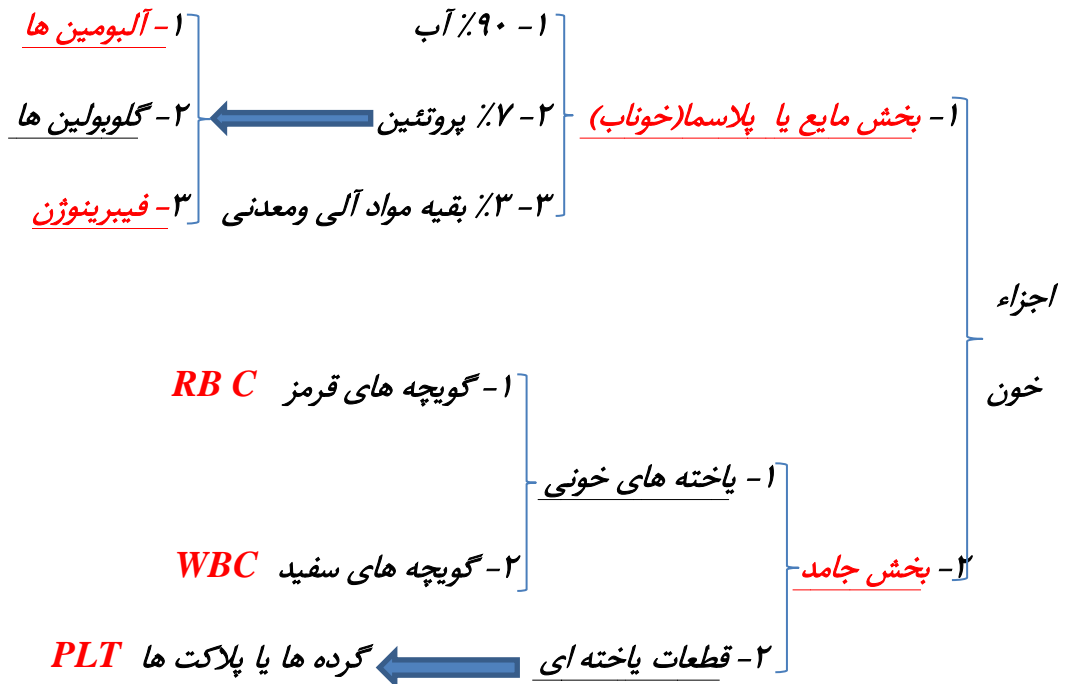 ۱- ۹۰٪ آب ۱- آلبومین ها
۱- بخش مایع یا پلاسما(خوناب) ۲- ۷٪ پروتئین ۲- گلوبولین ها
۳- ۳٪ بقیه مواد آلی ومعدنی ۳- فیبرینوژن
اجزاء
خون ۱- گویچه های قرمز RB C
۱- یاخته های خونی
۲- بخش جامد ۲- گویچه های سفید WBC
۲- قطعات یاخته ای گرده ها یا پلاکت ها PLT